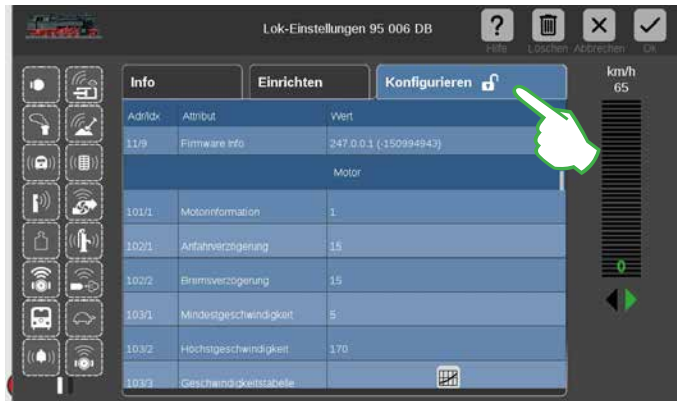 Lok-Einstellungen 95 006 DB
?
Hilfe
Löschen
Abbrechen
Ok
Info
Einrichten
Konfigurieren
km/h
65
Adr/Idx Attribut Wert
11/9 Firmware Info 247.0.0.1 (-150994943)
Motor
101/1 Motorinformation 1
102/1 Anfahrverzögerung 15
102/2 Bremsverzögerung 15
103/1 Mindestgeschwindigkeit 5
103/2 Höchstgeschwindigkeit 170
103/3 Geschwindigkeitstabelle
0